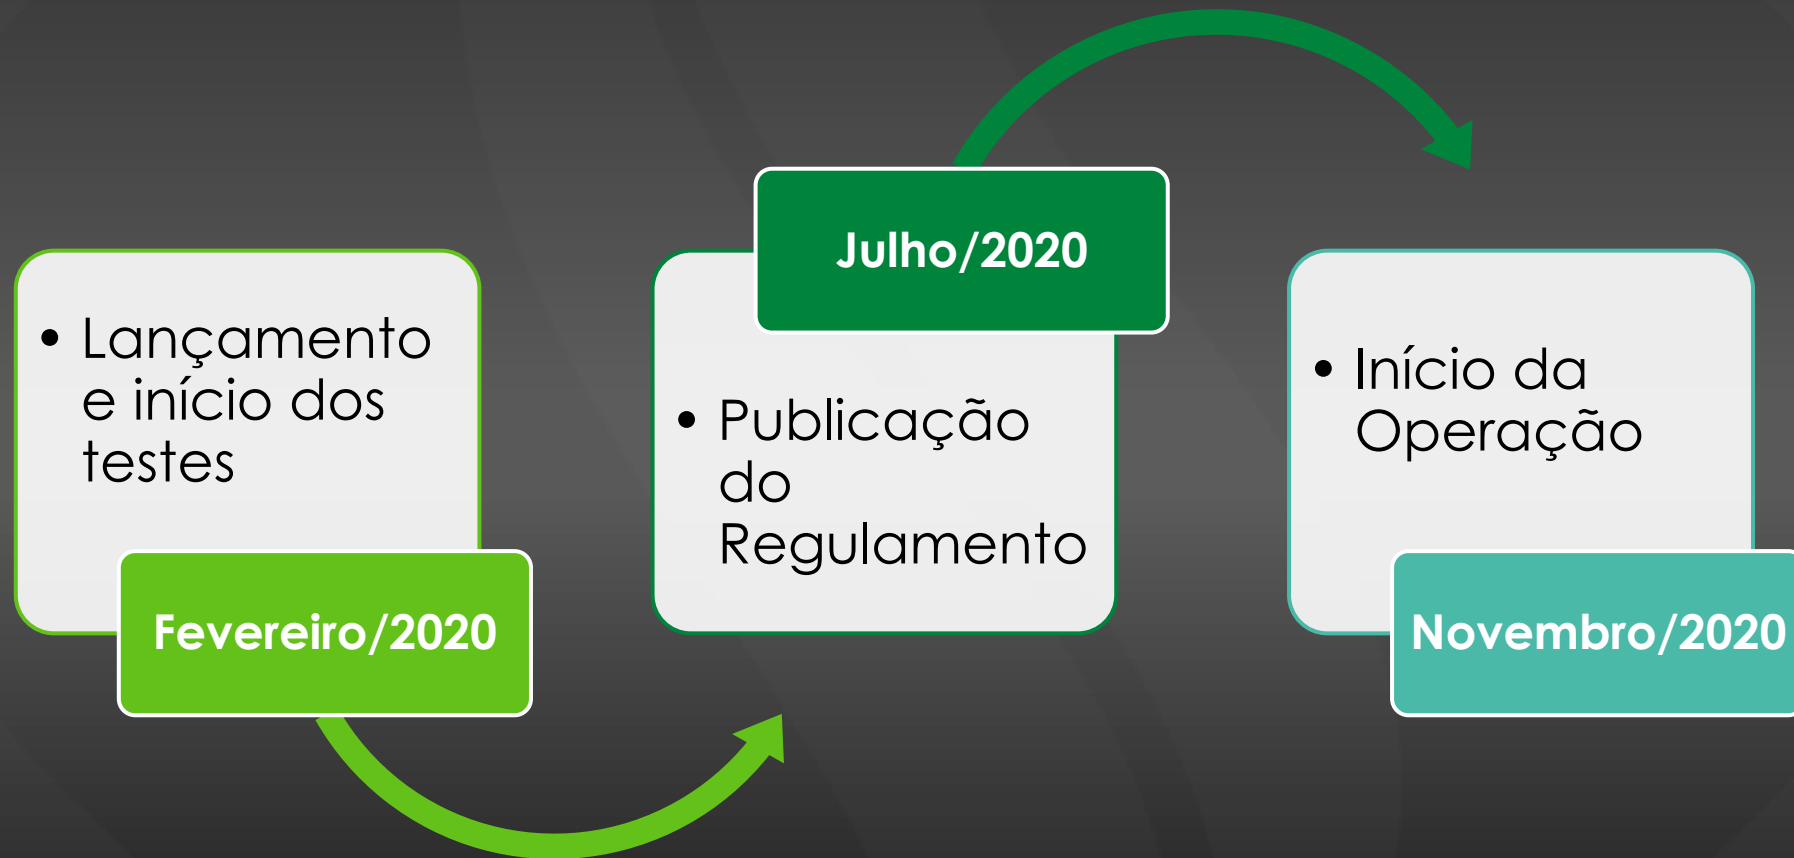 • Lançamento
e início dos
testes
Fevereiro/2020
Julho/2020
• Publicação
do
Regulamento
• Início da
Operação
Novembro/2020